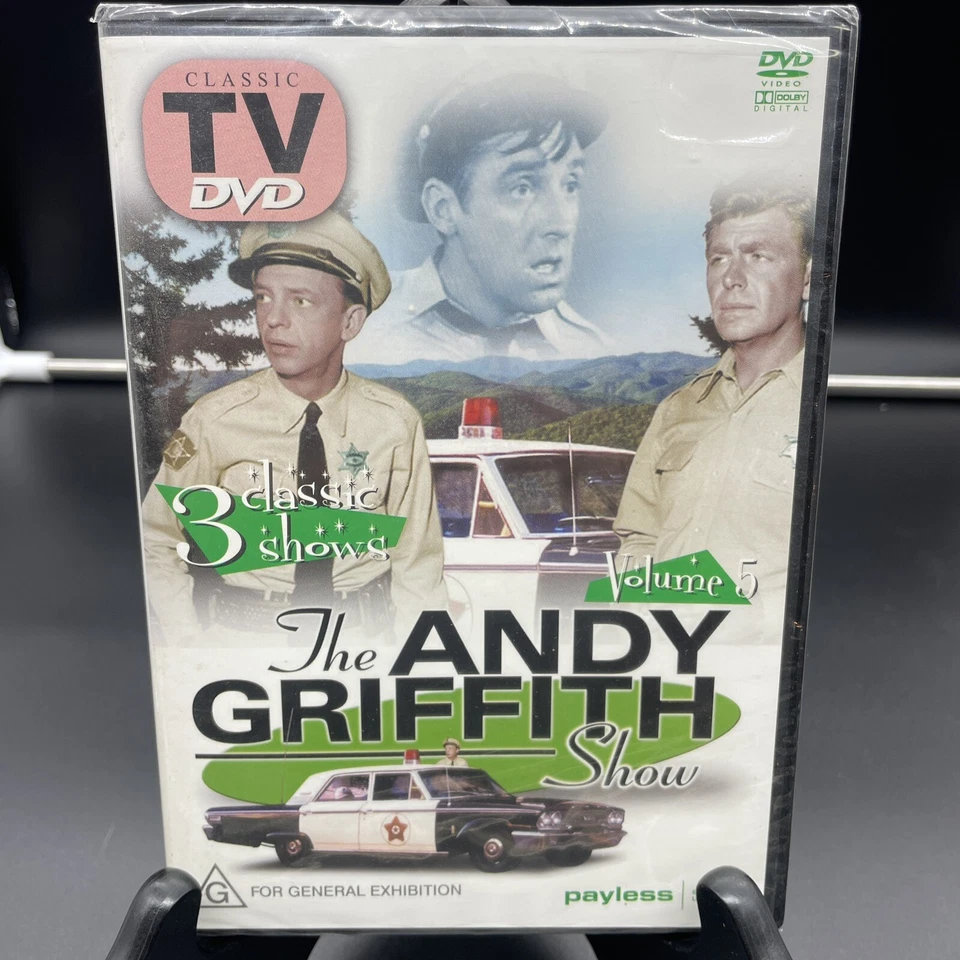 CLASSIC
TV
DVD
DVD
VIDEO
DOLBY
DIGITAL
3 classic
shows
Volume 5
The ANDY
GRIFFITH
Show
G FOR GENERAL EXHIBITION
payless